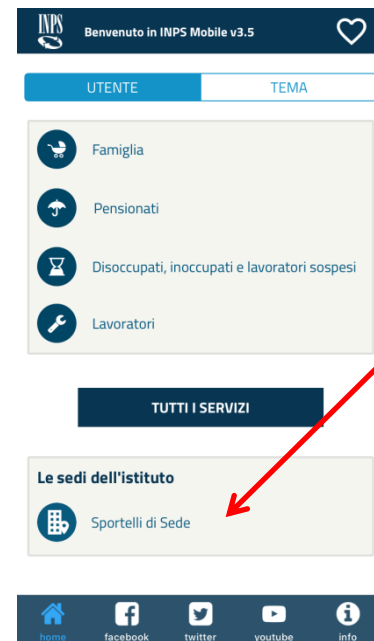 INPS
Benvenuto in INPS Mobile v3.5
UTENTE
TEMA
Famiglia
Pensionati
Disoccupati, inoccupati e lavoratori sospesi
Lavoratori
TUTTI I SERVIZI
Le sedi dell'istituto
Sportelli di Sede
home
facebook
twitter
youtube
info